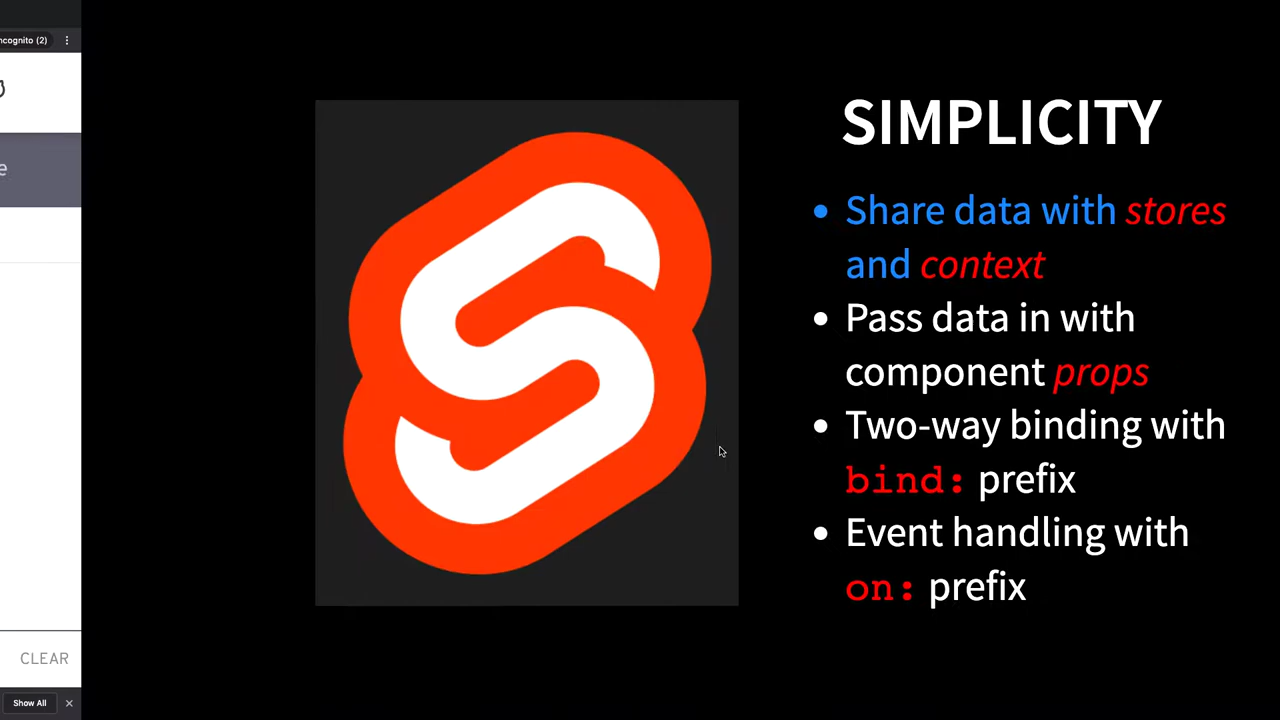 ncognito (2)
e
CLEAR
Show All
SIMPLICITY
• Share data with stores
and context
• Pass data in with
component props
• Two-way binding with
bind: prefix
• Event handling with
on: prefix